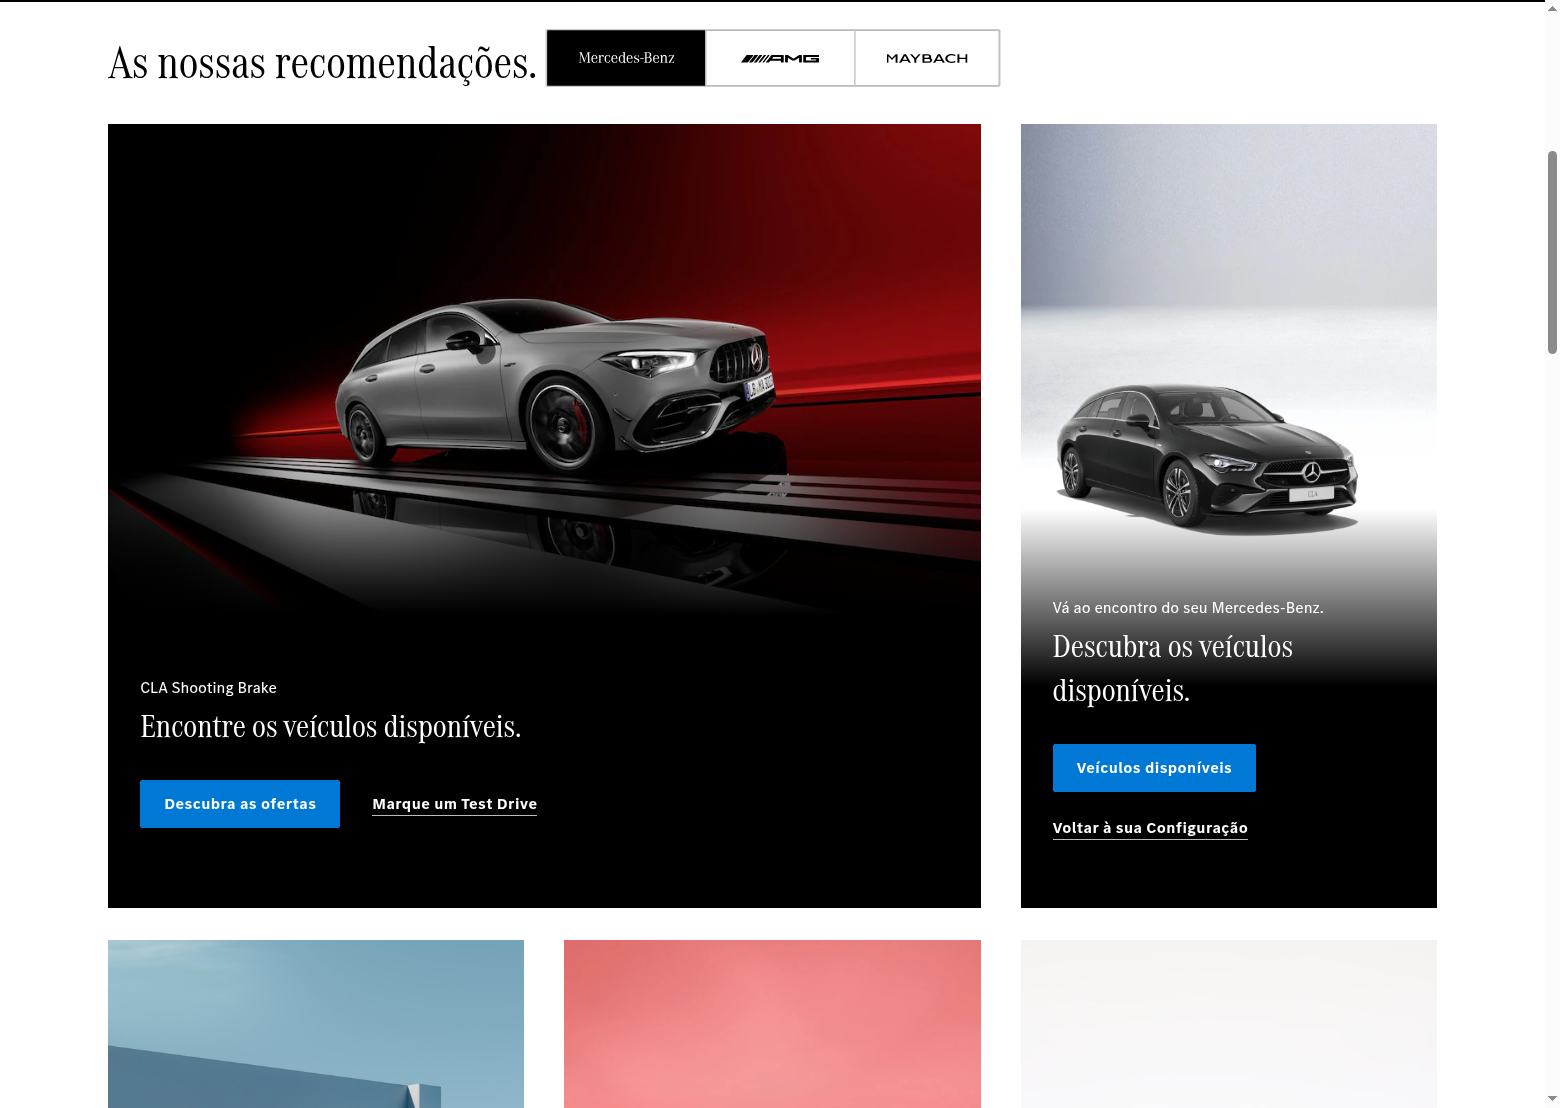 As nossas recomendações.
Mercedes-Benz
AMG
MAYBACH
CLA Shooting Brake
Encontre os veículos disponíveis.
Descubra as ofertas
Marque um Test Drive
CLA
Vá ao encontro do seu Mercedes-Benz.
Descubra os veículos
disponíveis.
Veículos disponíveis
Voltar à sua Configuração